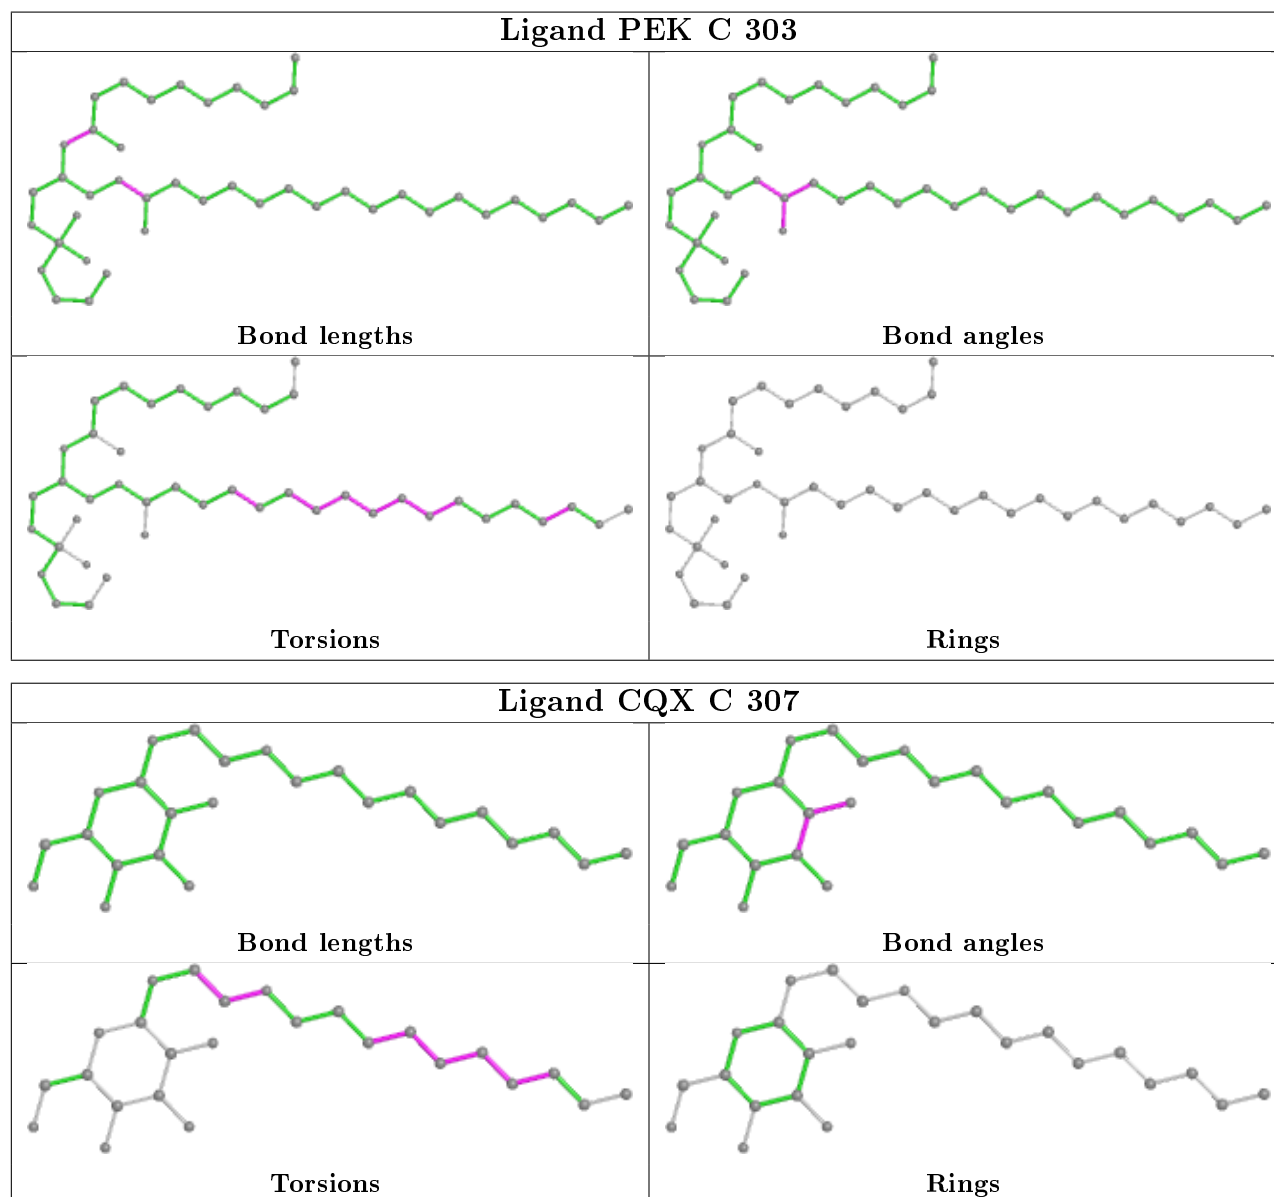 Ligand PEK C 303
Bond lengths
Bond angles
Torsions
Rings
Ligand CQX C 307
Bond lengths
Bond angles
Torsions
Rings